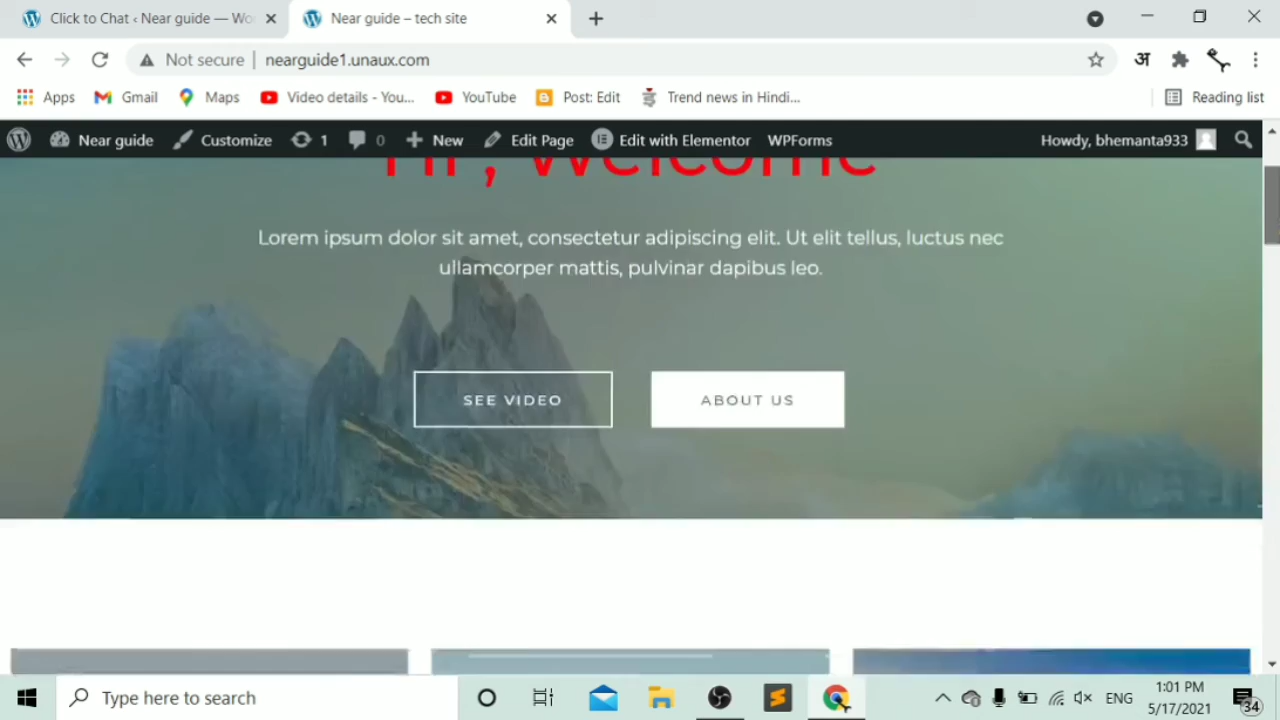 Click to Chat ‹ Near guide — Wo
Near guide – tech site
Not secure
nearguide1.unaux.com
अ
Apps
Gmail
Maps
Video details - You...
YouTube
Post: Edit
Trend news in Hindi...
Reading list
Near guide
Customize
1
0
New
Edit Page
Edit with Elementor
WPForms
Howdy, bhemanta933
Hi , Welcome
Lorem ipsum dolor sit amet, consectetur adipiscing elit. Ut elit tellus, luctus nec
ullamcorper mattis, pulvinar dapibus leo.
SEE VIDEO
ABOUT US
Type here to search
ENG
1:01 PM
5/17/2021
34